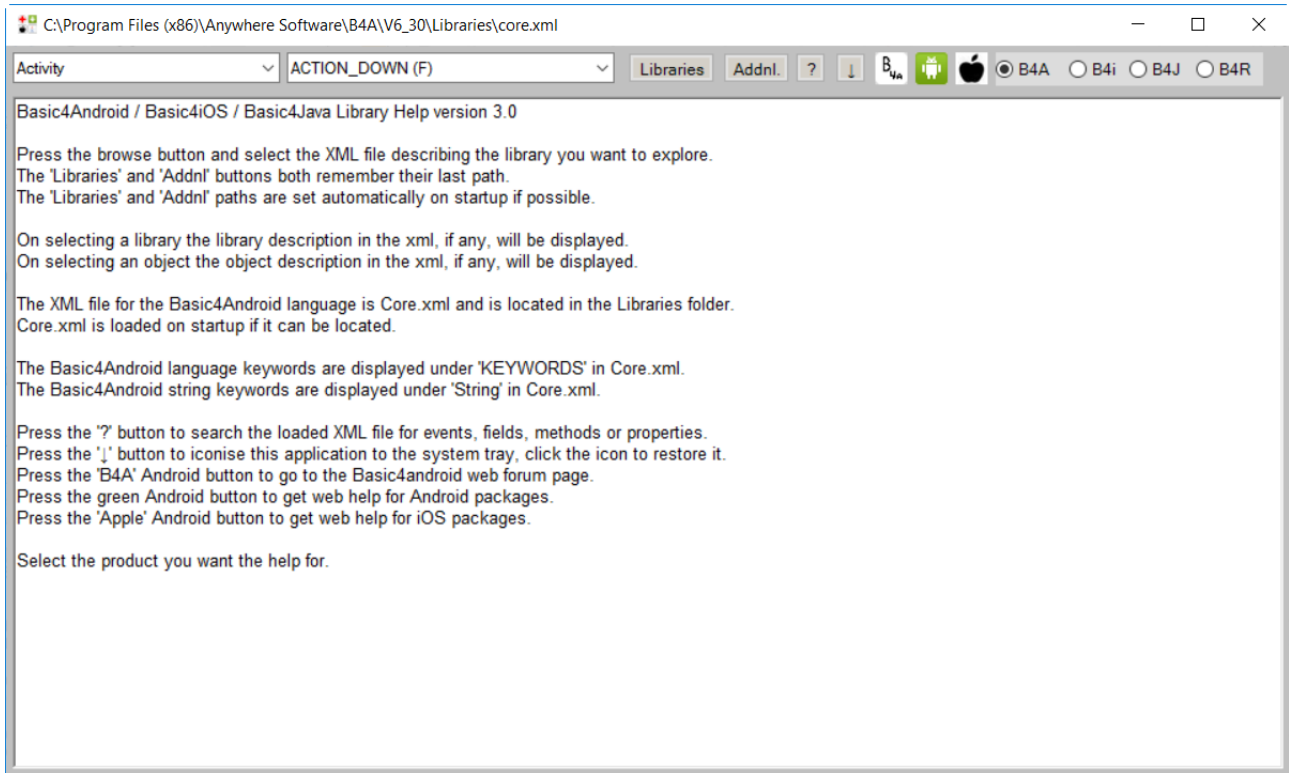 C:\Program Files (x86)\Anywhere Software\B4A\V6_30\Libraries\core.xml
Activity ACTION_DOWN (F) Libraries Addnl. ? ↓ B4A B4A B4i B4J B4R
Basic4Android / Basic4iOS / Basic4Java Library Help version 3.0
Press the browse button and select the XML file describing the library you want to explore.
The 'Libraries' and 'Addnl' buttons both remember their last path.
The 'Libraries' and 'Addnl' paths are set automatically on startup if possible.
On selecting a library the library description in the xml, if any, will be displayed.
On selecting an object the object description in the xml, if any, will be displayed.
The XML file for the Basic4Android language is Core.xml and is located in the Libraries folder.
Core.xml is loaded on startup if it can be located.
The Basic4Android language keywords are displayed under 'KEYWORDS' in Core.xml.
The Basic4Android string keywords are displayed under 'String' in Core.xml.
Press the '?' button to search the loaded XML file for events, fields, methods or properties.
Press the '↓' button to iconise this application to the system tray, click the icon to restore it.
Press the 'B4A' Android button to go to the Basic4android web forum page.
Press the green Android button to get web help for Android packages.
Press the 'Apple' Android button to get web help for iOS packages.
Select the product you want the help for.